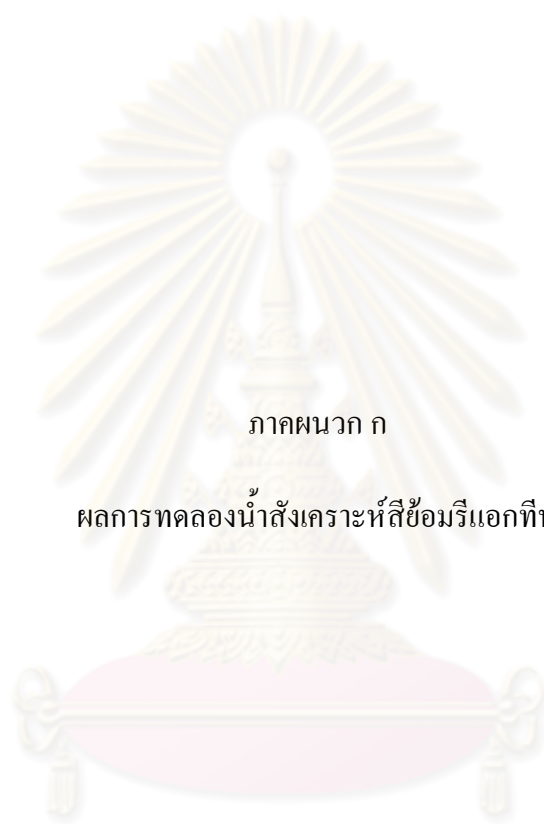 ภาคผนวก ก
ผลการทดลองน้ำสังเคราะห์สีย้อมรีแอกทีฟ